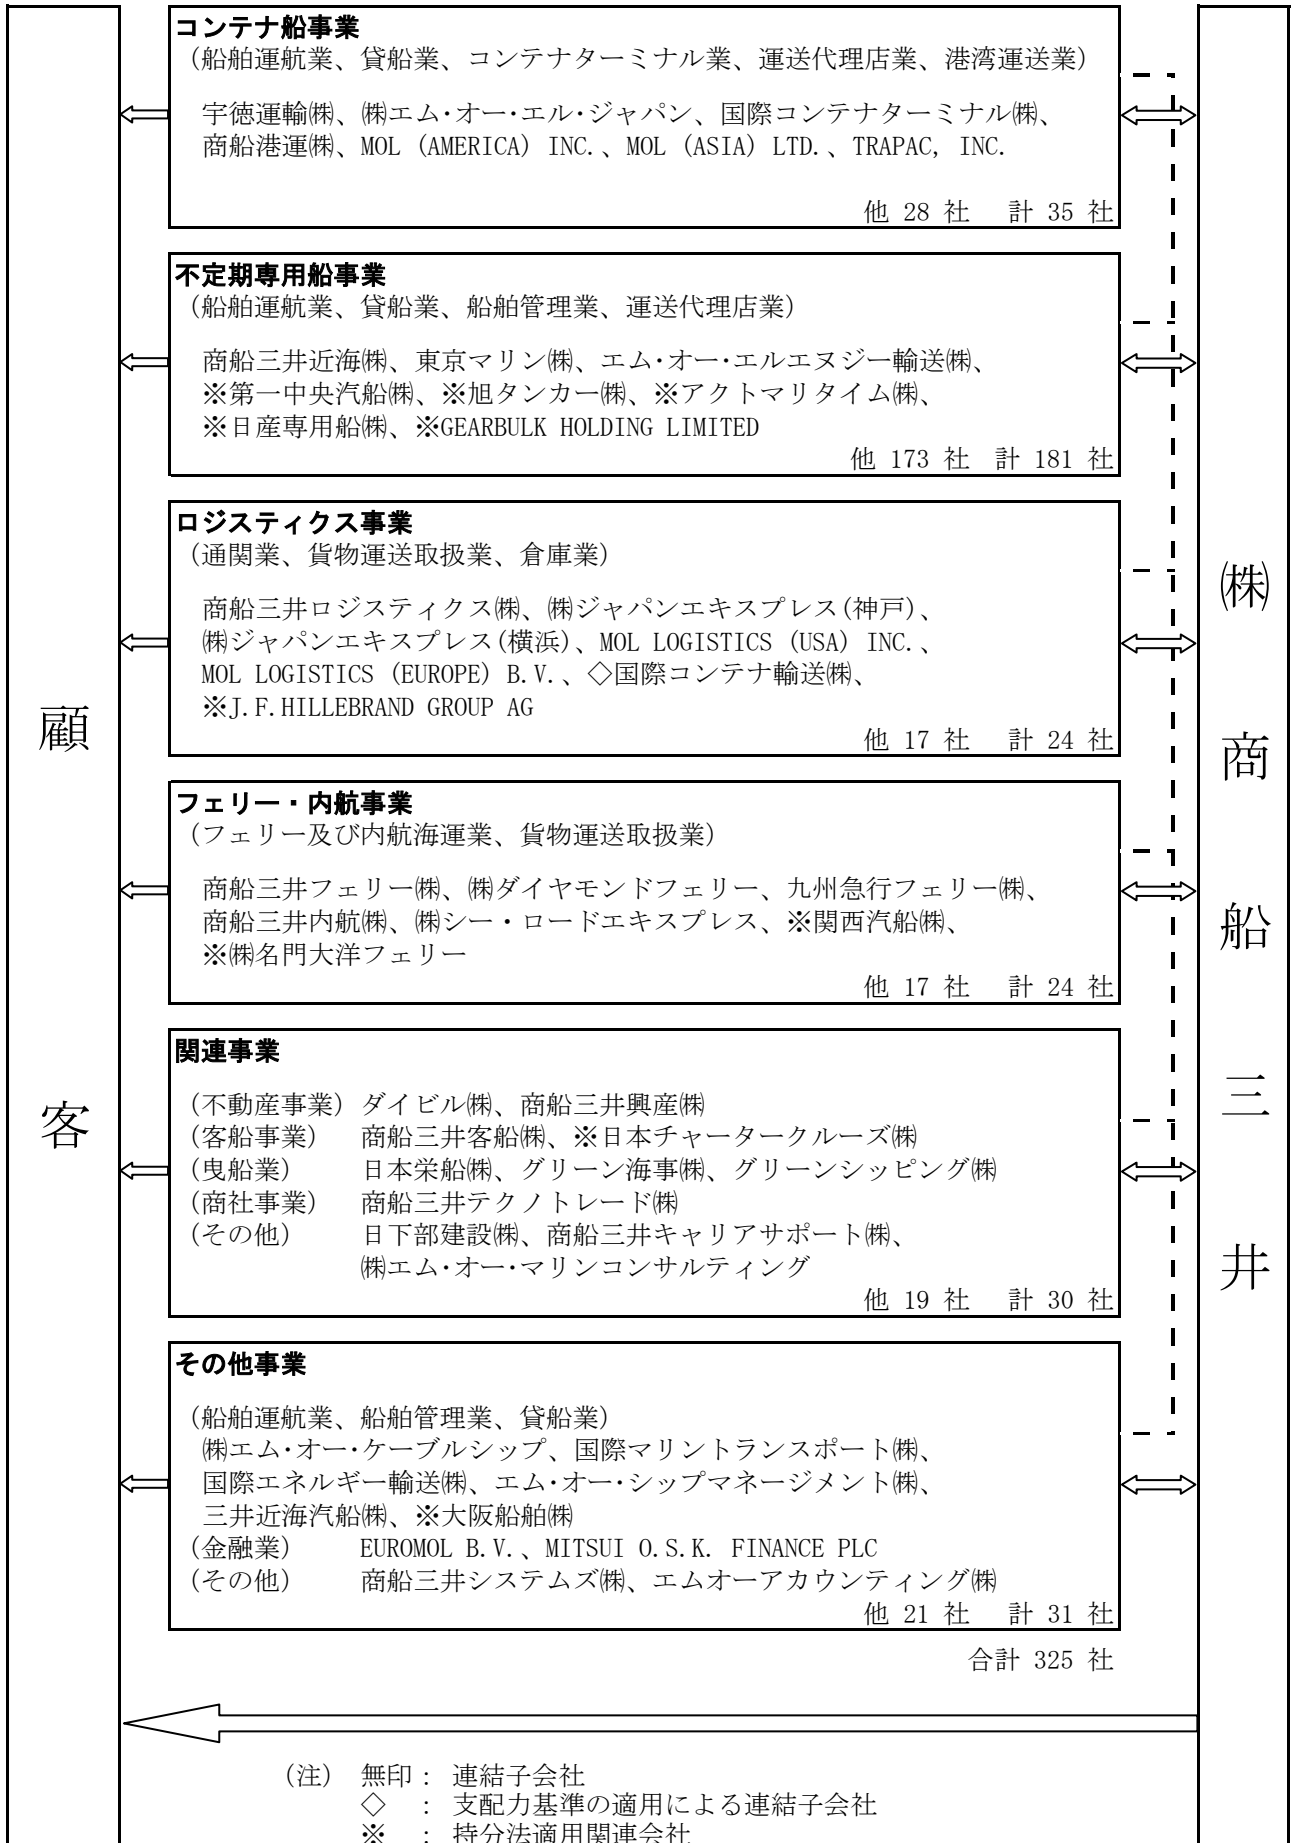 コンテナ船事業
（船舶運航業、貸船業、コンテナターミナル業、運送代理店業、港湾運送業）
宇徳運輸㈱、㈱エム・オー・エル・ジャパン、国際コンテナターミナル㈱、
商船港運㈱、MOL (AMERICA) INC.、MOL (ASIA) LTD.、TRAPAC, INC.
他 28 社 計 35 社
不定期専用船事業
（船舶運航業、貸船業、船舶管理業、運送代理店業）
商船三井近海㈱、東京マリン㈱、エム・オー・エルエヌジー輸送㈱、
※第一中央汽船㈱、※旭タンカー㈱、※アクトマリタイム㈱、
※日産専用船㈱、※GEARBULK HOLDING LIMITED
他 173 社 計 181 社
ロジスティクス事業
（通関業、貨物運送取扱業、倉庫業）
商船三井ロジスティクス㈱、㈱ジャパンエキスプレス(神戸)、
㈱ジャパンエキスプレス(横浜)、MOL LOGISTICS (USA) INC.、
MOL LOGISTICS (EUROPE) B.V.、◇国際コンテナ輸送㈱、
※J.F.HILLEBRAND GROUP AG
他 17 社 計 24 社
フェリー・内航事業
（フェリー及び内航海運業、貨物運送取扱業）
商船三井フェリー㈱、㈱ダイヤモンドフェリー、九州急行フェリー㈱、
商船三井内航㈱、㈱シー・ロードエキスプレス、※関西汽船㈱、
※㈱名門大洋フェリー
他 17 社 計 24 社
関連事業
（不動産事業）ダイビル㈱、商船三井興産㈱
（客船事業） 商船三井客船㈱、※日本チャータークルーズ㈱
（曳船業） 日本栄船㈱、グリーン海事㈱、グリーンシッピング㈱
（商社事業） 商船三井テクノトレード㈱
（その他） 日下部建設㈱、商船三井キャリアサポート㈱、
㈱エム・オー・マリンコンサルティング
他 19 社 計 30 社
その他事業
（船舶運航業、船舶管理業、貸船業）
㈱エム・オー・ケーブルシップ、国際マリントランスポート㈱、
国際エネルギー輸送㈱、エム・オー・シップマネージメント㈱、
三井近海汽船㈱、※大阪船舶㈱
（金融業） EUROMOL B.V.、MITSUI O.S.K. FINANCE PLC
（その他） 商船三井システムズ㈱、エムオーアカウンティング㈱
他 21 社 計 31 社
合計 325 社
顧客
㈱商船三井
（注） 無印： 連結子会社
◇ ： 支配力基準の適用による連結子会社
※ ： 持分法適用関連会社